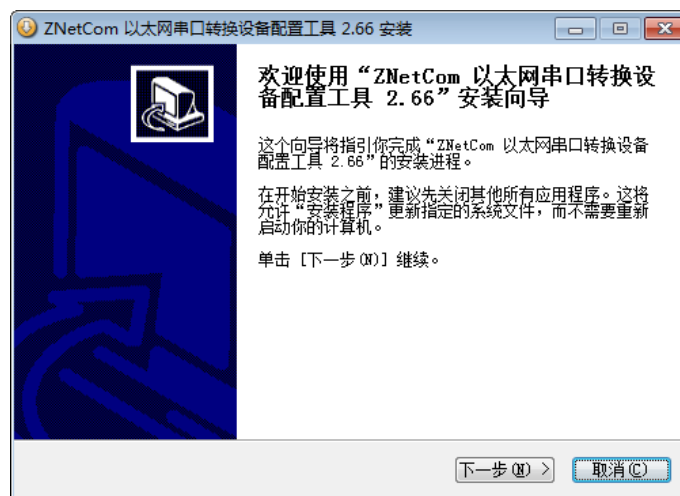 ZNetCom 以太网串口转换设备配置工具 2.66 安装
欢迎使用“ZNetCom 以太网串口转换设
备配置工具 2.66”安装向导
这个向导将指引你完成“ZNetCom 以太网串口转换设备
配置工具 2.66”的安装进程。
在开始安装之前，建议先关闭其他所有应用程序。这将
允许“安装程序”更新指定的系统文件，而不需要重新
启动你的计算机。
单击 [下一步(N)] 继续。
下一步(N) >
取消(C)